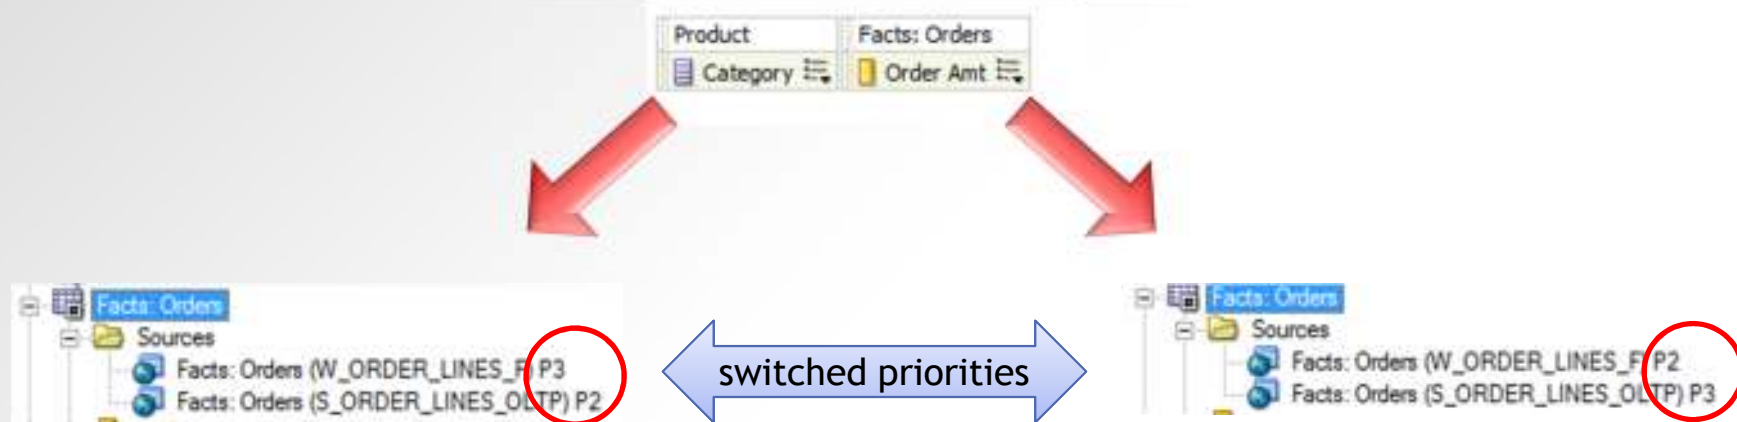 Product
Facts: Orders
Category
Order Amt
Facts: Orders
Sources
Facts: Orders (W_ORDER_LINES_F) P3
Facts: Orders (S_ORDER_LINES_OLTP) P2
switched priorities
Facts: Orders
Sources
Facts: Orders (W_ORDER_LINES_F) P2
Facts: Orders (S_ORDER_LINES_OLTP) P3